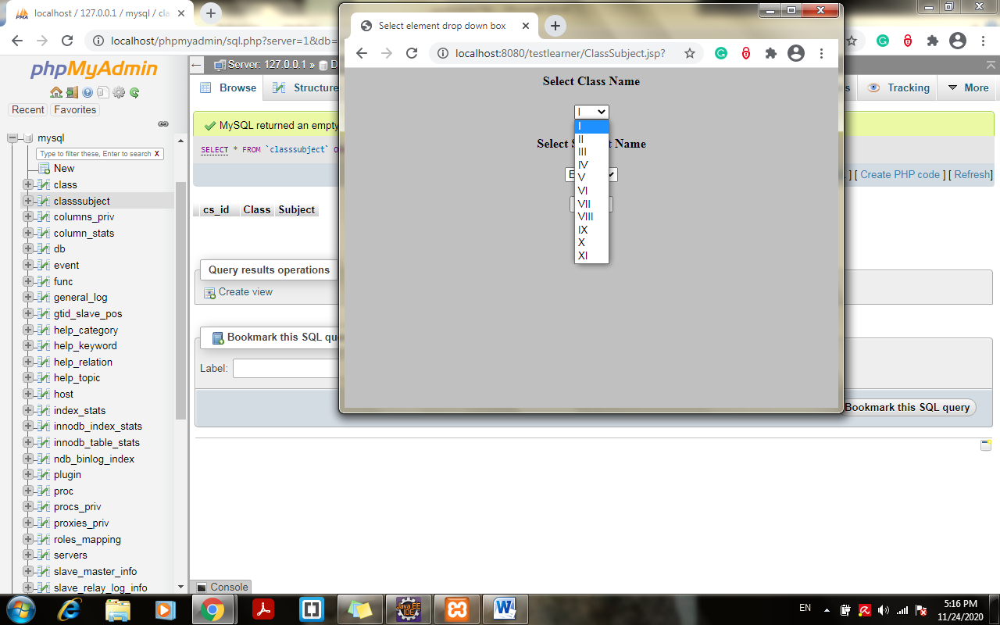 localhost / 127.0.0.1 / mysql / cla
localhost/phpmyadmin/sql.php?server=1&db=
phpMyAdmin
Recent
Favorites
mysql
Type to filter these, Enter to search X
New
class
classsubject
columns_priv
column_stats
db
event
func
general_log
gtid_slave_pos
help_category
help_keyword
help_relation
help_topic
host
index_stats
innodb_index_stats
innodb_table_stats
ndb_binlog_index
plugin
proc
procs_priv
proxies_priv
roles_mapping
servers
slave_master_info
slave_relay_log_info
Server: 127.0.0.1 »
Browse
Structure
Tracking
More
MySQL returned an empty
SELECT * FROM `classsubject`
] [ Create PHP code ] [ Refresh]
cs_id Class Subject
Query results operations
Create view
Bookmark this SQL
Label:
Bookmark this SQL query
Console
Select element drop down box
localhost:8080/testlearner/ClassSubject.jsp?
Select Class Name
I
I
II
III
IV
V
VI
VII
VIII
IX
X
XI
Select Name
Java EE
IDE
EN
5:16 PM
11/24/2020